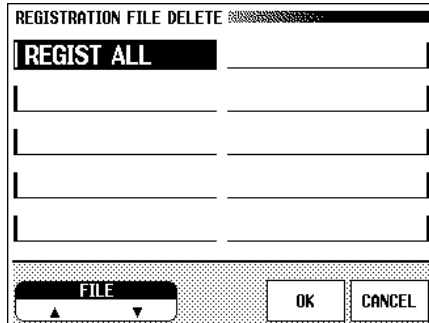 REGISTRATION FILE DELETE
REGIST ALL
FILE
▲ ▼
OK
CANCEL